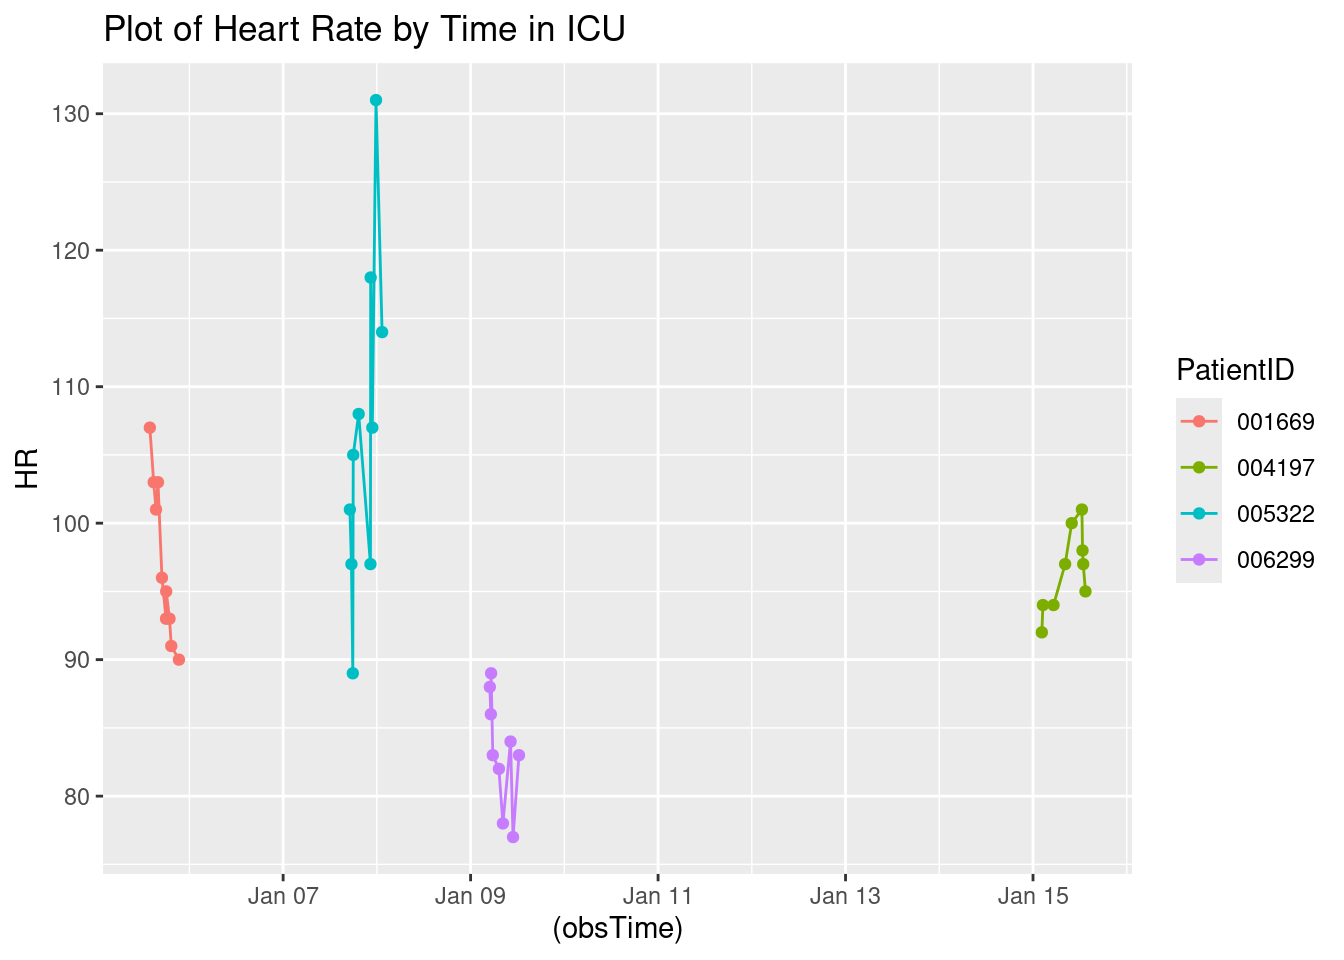 Plot of Heart Rate by Time in ICU
130
120
110
100
90
80
HR
Jan 07
Jan 09
Jan 11
Jan 13
Jan 15
(obsTime)
PatientID
001669
004197
005322
006299